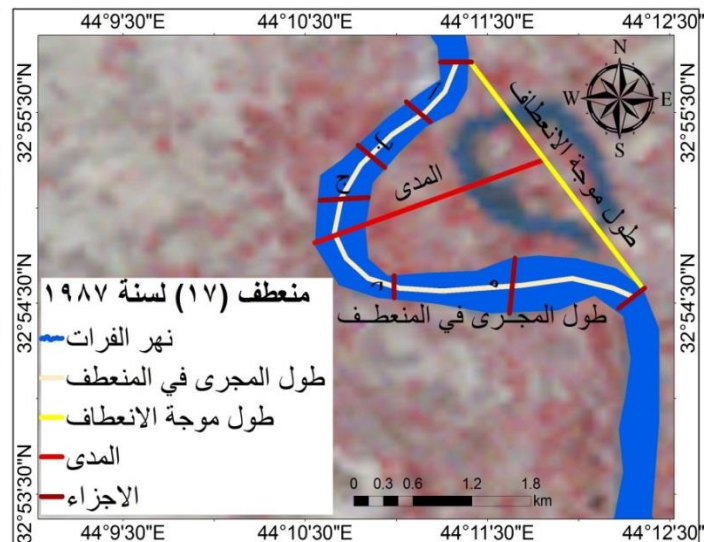 44°9'30"E 44°10'30"E 44°11'30"E 44°12'30"E
32°55'30"N
32°54'30"N
32°53'30"N
32°55'30"N
32°54'30"N
32°53'30"N
N
W E
S
أ
ب
ج
د
ه
المدى
طول موجة الانعطاف
طول المجرى في المنعطف
منعطف (١٧) لسنة ١٩٨٧
نهر الفرات
طول المجرى في المنعطف
طول موجة الانعطاف
المدى
الاجزاء
0 0.3 0.6 1.2 1.8
km
44°9'30"E 44°10'30"E 44°11'30"E 44°12'30"E